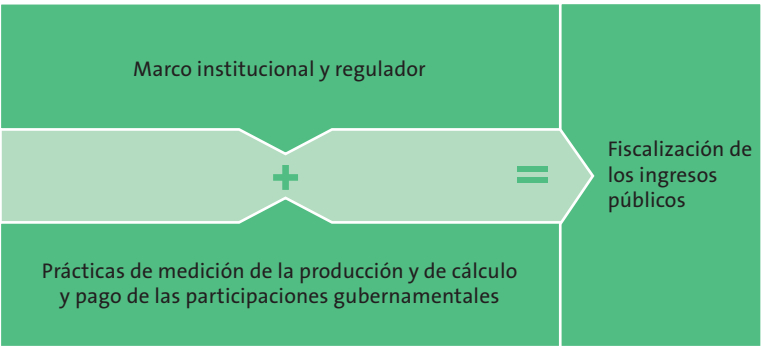 Marco institucional y regulador
+
=
Fiscalización de
los ingresos
públicos
Prácticas de medición de la producción y de cálculo
y pago de las participaciones gubernamentales